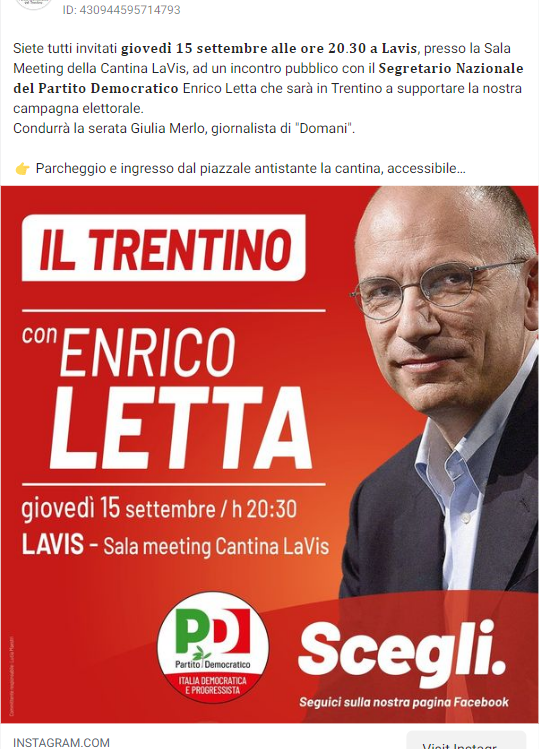 ID: 430944595714793
Siete tutti invitati giovedì 15 settembre alle ore 20.30 a Lavis, presso la Sala
Meeting della Cantina LaVis, ad un incontro pubblico con il Segretario Nazionale
del Partito Democratico Enrico Letta che sarà in Trentino a supportare la nostra
campagna elettorale.
Condurrà la serata Giulia Merlo, giornalista di "Domani".
👉 Parcheggio e ingresso dal piazzale antistante la cantina, accessibile...
IL TRENTINO
con ENRICO
LETTA
giovedì 15 settembre / h 20:30
LAVIS - Sala meeting Cantina LaVis
PD
Partito Democratico
ITALIA DEMOCRATICA
E PROGRESSISTA
Scegli.
Seguici sulla nostra pagina Facebook
INSTAGRAM.COM